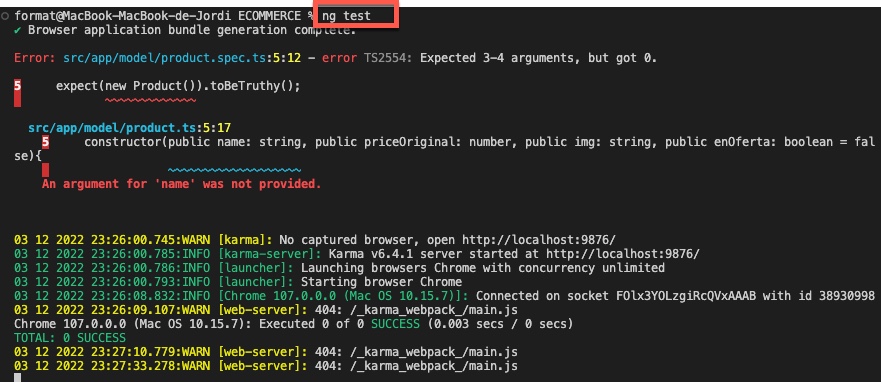 format@MacBook-MacBook-de-Jordi ECOMMERCE % ng test
✔ Browser application bundle generation complete.
Error: src/app/model/product.spec.ts:5:12 - error TS2554: Expected 3-4 arguments, but got 0.
5     expect(new Product()).toBeTruthy();
src/app/model/product.ts:5:17
5     constructor(public name: string, public priceOriginal: number, public img: string, public enOferta: boolean = fal
se){
An argument for 'name' was not provided.
03 12 2022 23:26:00.745:WARN [karma]: No captured browser, open http://localhost:9876/
03 12 2022 23:26:00.785:INFO [karma-server]: Karma v6.4.1 server started at http://localhost:9876/
03 12 2022 23:26:00.786:INFO [launcher]: Launching browsers Chrome with concurrency unlimited
03 12 2022 23:26:00.793:INFO [launcher]: Starting browser Chrome
03 12 2022 23:26:08.832:INFO [Chrome 107.0.0.0 (Mac OS 10.15.7)]: Connected on socket FOlx3YOLzgiRcQVxAAAB with id 38930998
03 12 2022 23:26:09.107:WARN [web-server]: 404: /_karma_webpack_/main.js
Chrome 107.0.0.0 (Mac OS 10.15.7): Executed 0 of 0 SUCCESS (0.003 secs / 0 secs)
TOTAL: 0 SUCCESS
03 12 2022 23:27:10.779:WARN [web-server]: 404: /_karma_webpack_/main.js
03 12 2022 23:27:33.278:WARN [web-server]: 404: /_karma_webpack_/main.js